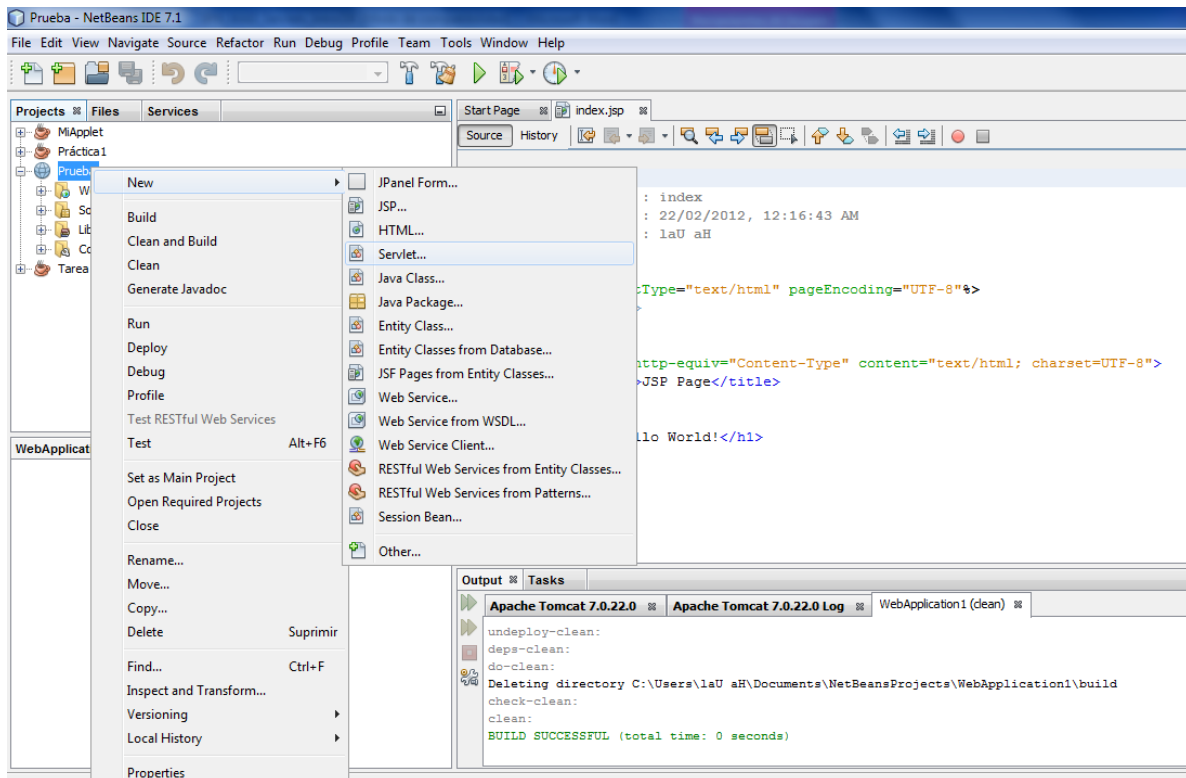 Prueba - NetBeans IDE 7.1
File Edit View Navigate Source Refactor Run Debug Profile Team Tools Window Help
Projects Files Services
MiApplet
Práctica1
Prueba
W
So
Lib
Co
Tarea
WebApplicat
New
Build
Clean and Build
Clean
Generate Javadoc
Run
Deploy
Debug
Profile
Test RESTful Web Services
Test Alt+F6
Set as Main Project
Open Required Projects
Close
Rename...
Move...
Copy...
Delete Suprimir
Find... Ctrl+F
Inspect and Transform...
Versioning
Local History
Properties
JPanel Form...
JSP...
HTML...
Servlet...
Java Class...
Java Package...
Entity Class...
Entity Classes from Database...
JSF Pages from Entity Classes...
Web Service...
Web Service from WSDL...
Web Service Client...
RESTful Web Services from Entity Classes...
RESTful Web Services from Patterns...
Session Bean...
Other...
Start Page index.jsp
Source History
: index
: 22/02/2012, 12:16:43 AM
: laU aH
tType="text/html" pageEncoding="UTF-8"%>
>
http-equiv="Content-Type" content="text/html; charset=UTF-8">
>JSP Page</title>
llo World!</h1>
Output Tasks
Apache Tomcat 7.0.22.0 Apache Tomcat 7.0.22.0 Log WebApplication1 (clean)
undeploy-clean:
deps-clean:
do-clean:
Deleting directory C:\Users\laU aH\Documents\NetBeansProjects\WebApplication1\build
check-clean:
clean:
BUILD SUCCESSFUL (total time: 0 seconds)